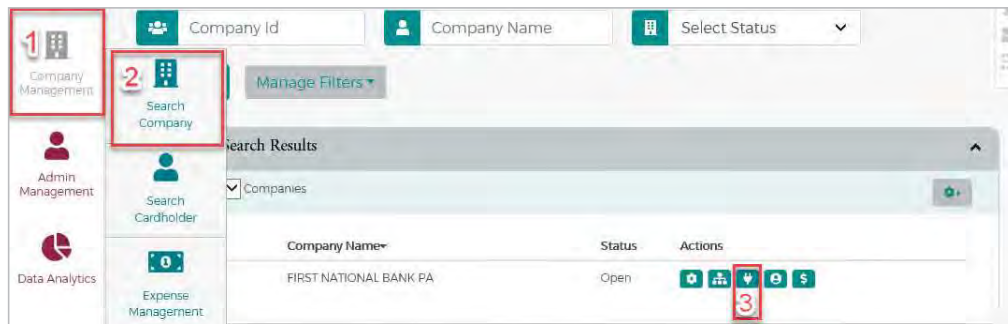 1
Company
Management
Admin
Management
Data Analytics
2
Search
Company
Search
Cardholder
Expense
Management
Company Id
Company Name
Select Status
Manage Filters
Search Results
Companies
Company Name
Status
Actions
FIRST NATIONAL BANK PA
Open
3